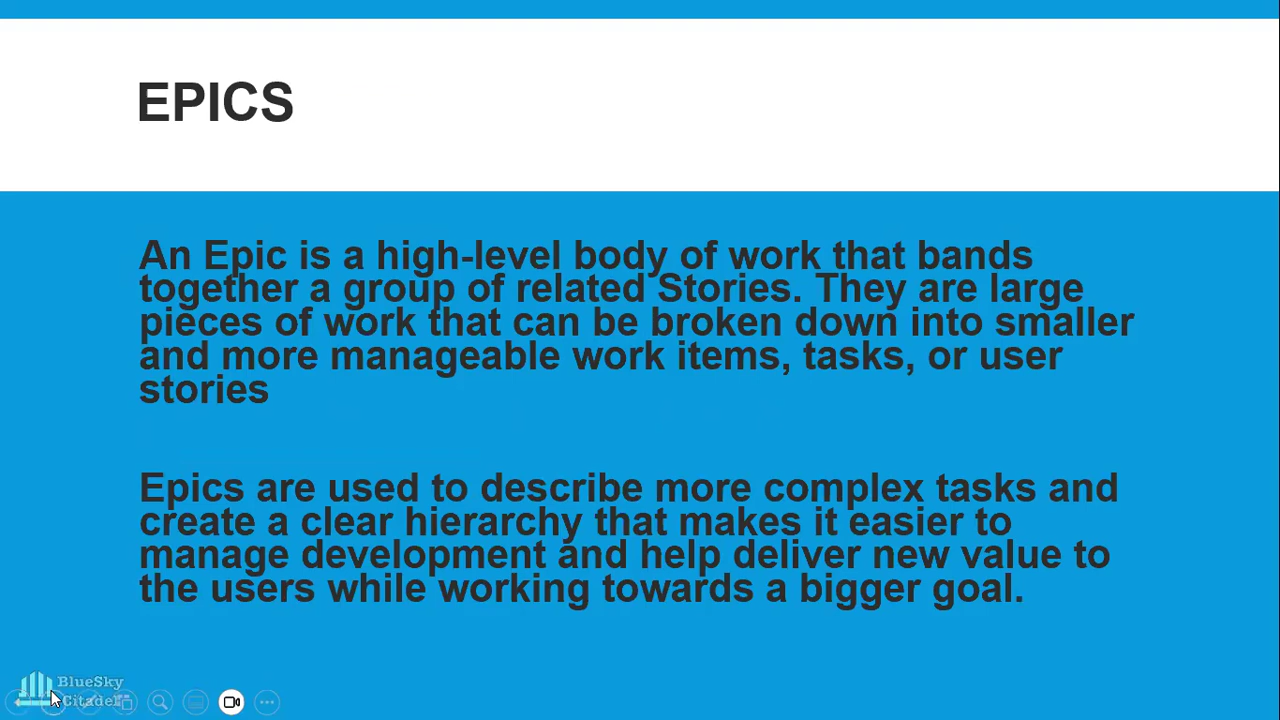 EPICS
An Epic is a high-level body of work that bands
together a group of related Stories. They are large
pieces of work that can be broken down into smaller
and more manageable work items, tasks, or user
stories
Epics are used to describe more complex tasks and
create a clear hierarchy that makes it easier to
manage development and help deliver new value to
the users while working towards a bigger goal.
BlueSky
Citadel